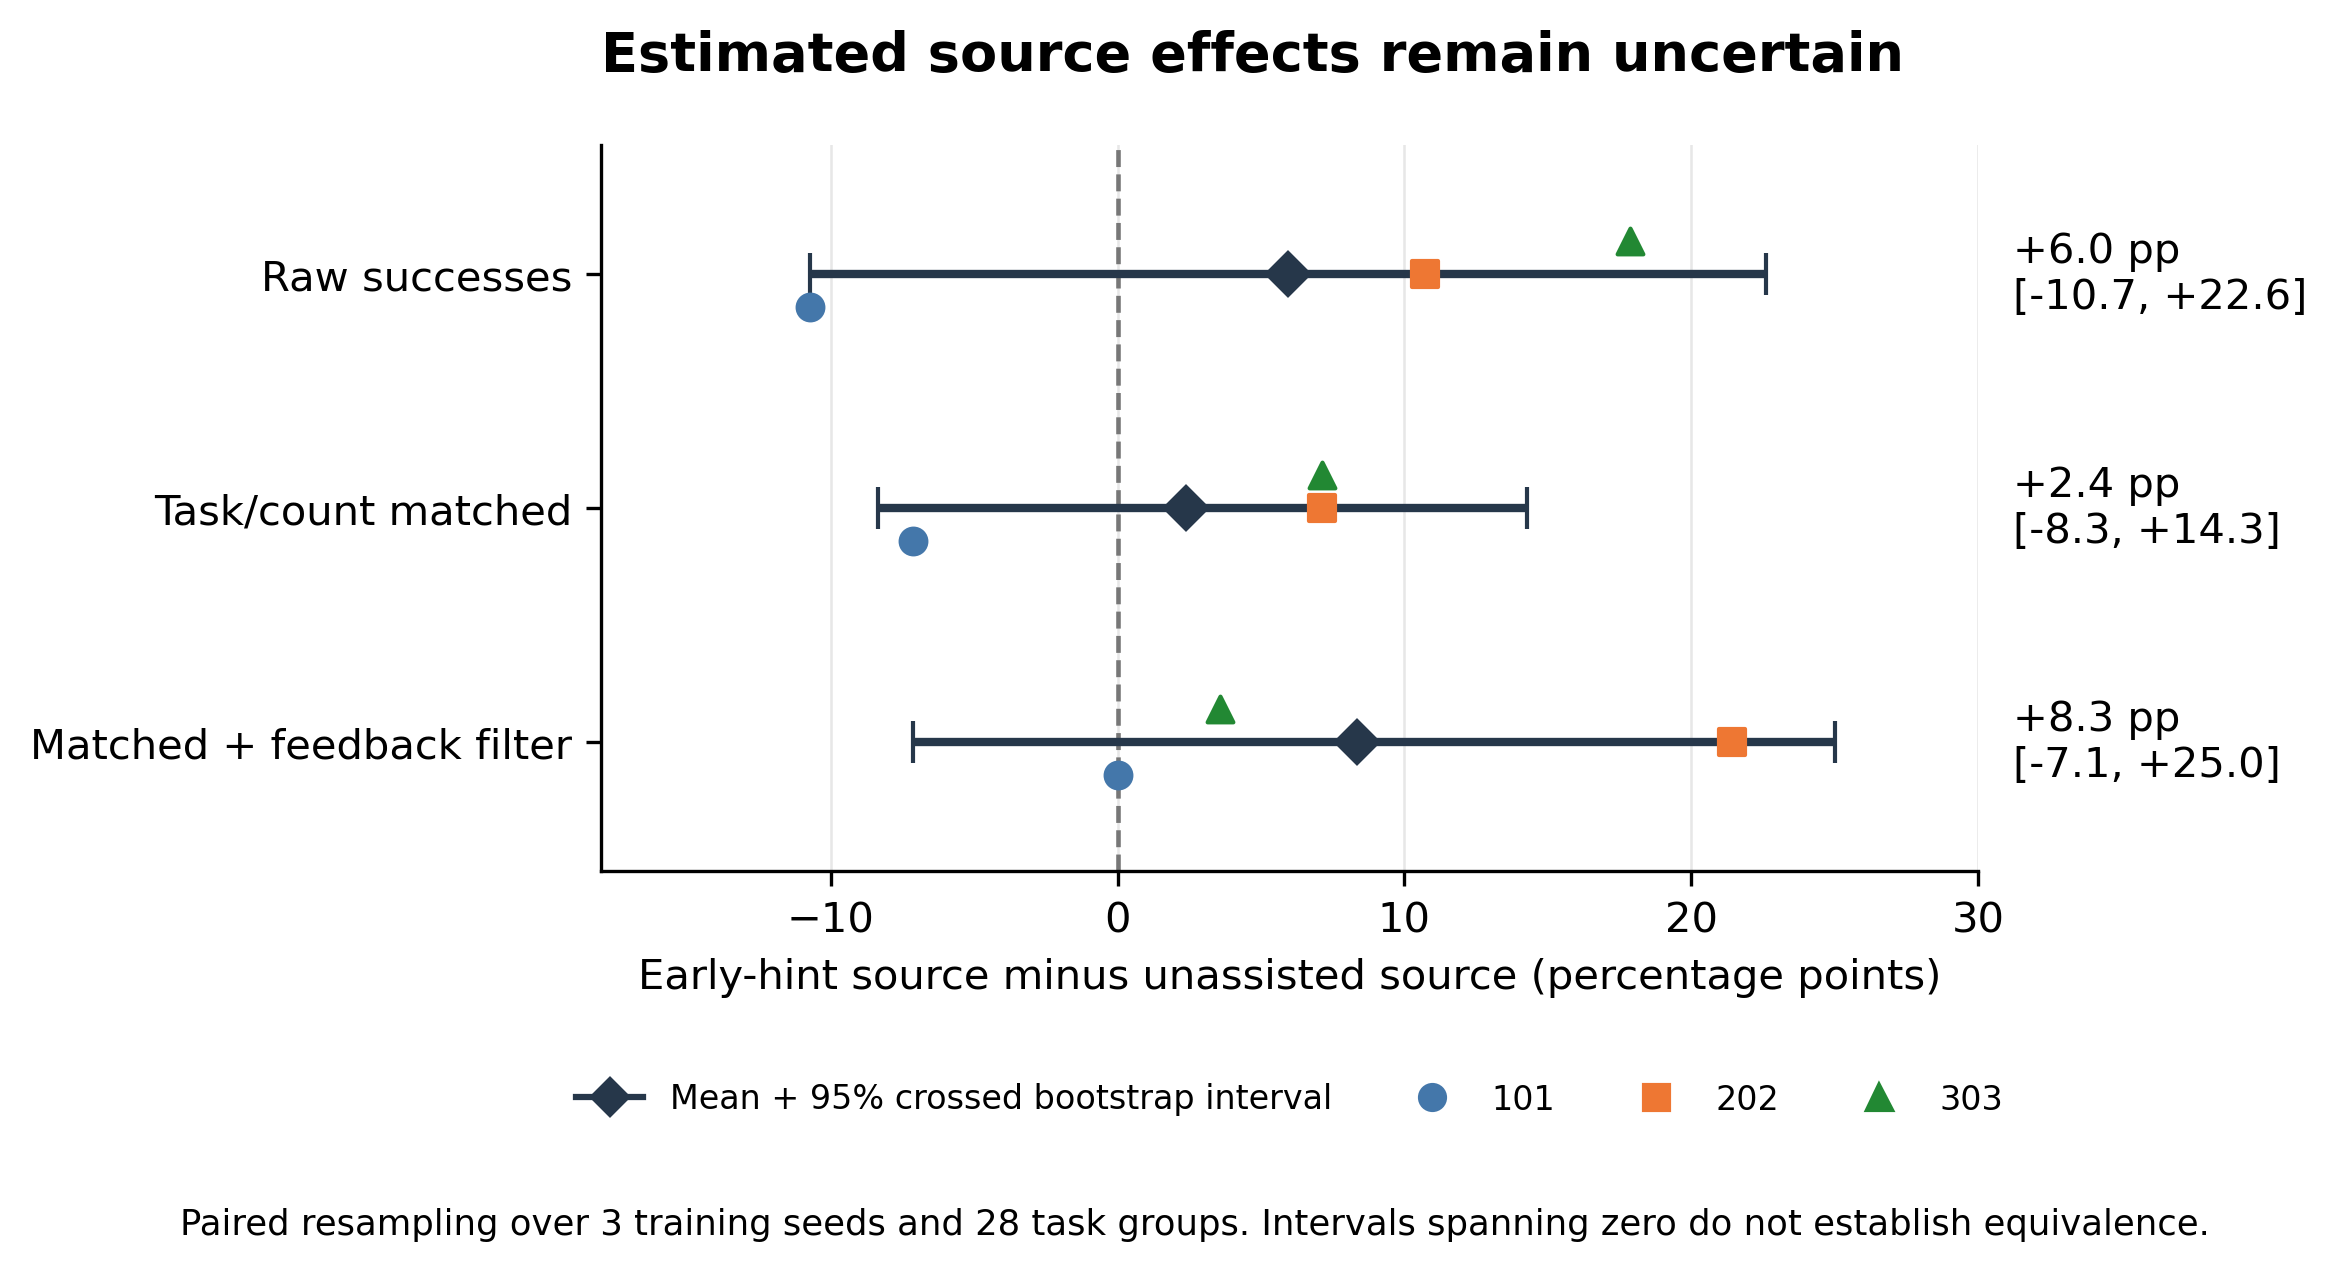 Estimated source effects remain uncertain
Raw successes
+6.0 pp
[-10.7, +22.6]
Task/count matched
+2.4 pp
[-8.3, +14.3]
Matched + feedback filter
+8.3 pp
[-7.1, +25.0]
−10 0 10 20 30
Early-hint source minus unassisted source (percentage points)
Mean + 95% crossed bootstrap interval 101 202 303
Paired resampling over 3 training seeds and 28 task groups. Intervals spanning zero do not establish equivalence.